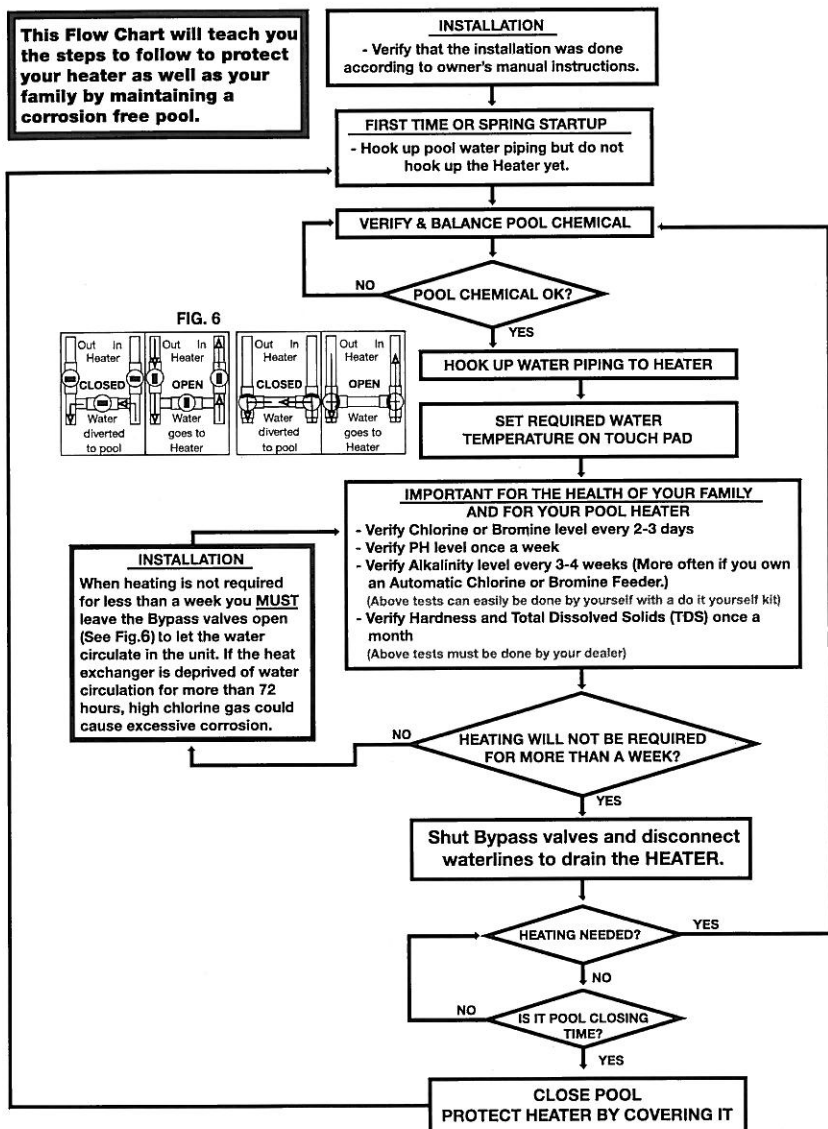 This Flow Chart will teach you
the steps to follow to protect
your heater as well as your
family by maintaining a
corrosion free pool.
INSTALLATION
- Verify that the installation was done
according to owner's manual instructions.
FIRST TIME OR SPRING STARTUP
- Hook up pool water piping but do not
hook up the Heater yet.
VERIFY & BALANCE POOL CHEMICAL
NO
POOL CHEMICAL OK?
YES
FIG. 6
Out In
Heater
CLOSED
Water
diverted
to pool
Out In
Heater
OPEN
Water
goes to
Heater
Out In
Heater
CLOSED
Water
diverted
to pool
Out In
Heater
OPEN
Water
goes to
Heater
HOOK UP WATER PIPING TO HEATER
SET REQUIRED WATER
TEMPERATURE ON TOUCH PAD
IMPORTANT FOR THE HEALTH OF YOUR FAMILY
AND FOR YOUR POOL HEATER
- Verify Chlorine or Bromine level every 2-3 days
- Verify PH level once a week
- Verify Alkalinity level every 3-4 weeks (More often if you own
an Automatic Chlorine or Bromine Feeder.)
(Above tests can easily be done by yourself with a do it yourself kit)
- Verify Hardness and Total Dissolved Solids (TDS) once a
month
(Above tests must be done by your dealer)
INSTALLATION
When heating is not required
for less than a week you MUST
leave the Bypass valves open
(See Fig.6) to let the water
circulate in the unit. If the heat
exchanger is deprived of water
circulation for more than 72
hours, high chlorine gas could
cause excessive corrosion.
NO
HEATING WILL NOT BE REQUIRED
FOR MORE THAN A WEEK?
YES
Shut Bypass valves and disconnect
waterlines to drain the HEATER.
HEATING NEEDED?
YES
NO
NO
IS IT POOL CLOSING
TIME?
YES
CLOSE POOL
PROTECT HEATER BY COVERING IT